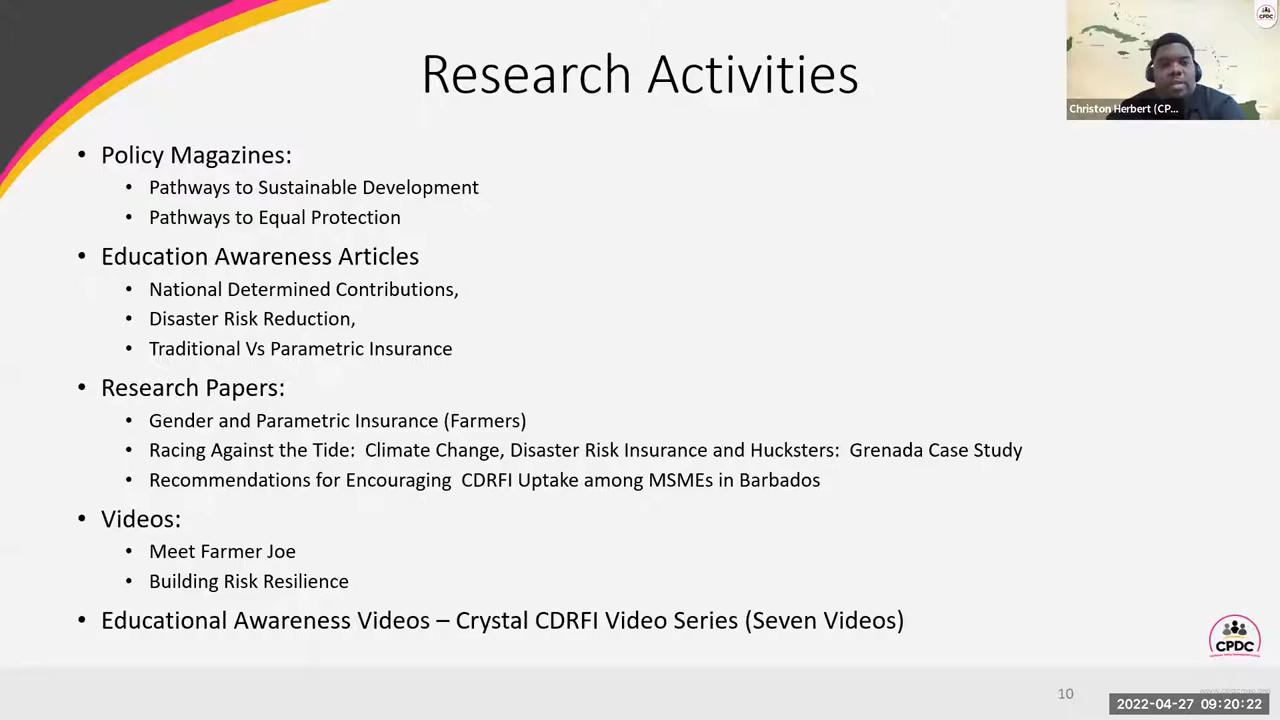 Research Activities
CPDC
Christon Herbert (CP...
• Policy Magazines:
• Pathways to Sustainable Development
• Pathways to Equal Protection
• Education Awareness Articles
• National Determined Contributions,
• Disaster Risk Reduction,
• Traditional Vs Parametric Insurance
• Research Papers:
• Gender and Parametric Insurance (Farmers)
• Racing Against the Tide:  Climate Change, Disaster Risk Insurance and Hucksters:  Grenada Case Study
• Recommendations for Encouraging  CDRFI Uptake among MSMEs in Barbados
• Videos:
• Meet Farmer Joe
• Building Risk Resilience
• Educational Awareness Videos – Crystal CDRFI Video Series (Seven Videos)
CPDC
10
2022-04-27 09:20:22